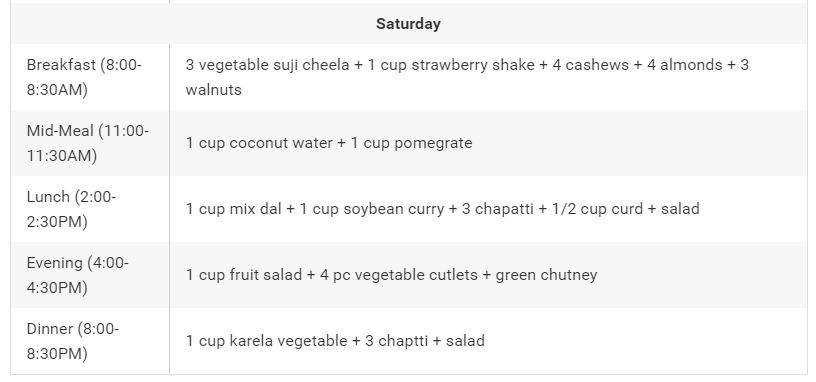 Saturday
Breakfast (8:00-
8:30AM)
3 vegetable suji cheela + 1 cup strawberry shake + 4 cashews + 4 almonds + 3
walnuts
Mid-Meal (11:00-
11:30AM)
1 cup coconut water + 1 cup pomegrate
Lunch (2:00-
2:30PM)
1 cup mix dal + 1 cup soybean curry + 3 chapatti + 1/2 cup curd + salad
Evening (4:00-
4:30PM)
1 cup fruit salad + 4 pc vegetable cutlets + green chutney
Dinner (8:00-
8:30PM)
1 cup karela vegetable + 3 chaptti + salad